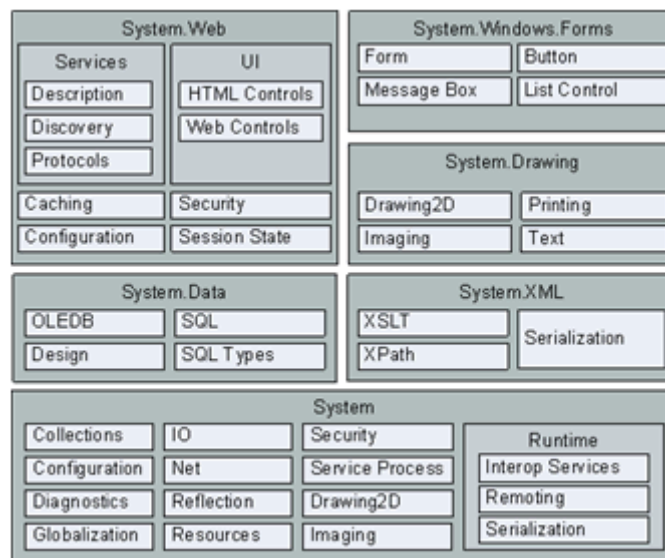 System.Web
Services
Description
Discovery
Protocols
UI
HTML Controls
Web Controls
Caching
Security
Configuration
Session State
System.Windows.Forms
Form
Button
Message Box
List Control
System.Drawing
Drawing2D
Printing
Imaging
Text
System.Data
OLEDB
SQL
Design
SQL Types
System.XML
XSLT
XPath
Serialization
System
Collections
IO
Security
Configuration
Net
Service Process
Diagnostics
Reflection
Drawing2D
Globalization
Resources
Imaging
Runtime
Interop Services
Remoting
Serialization